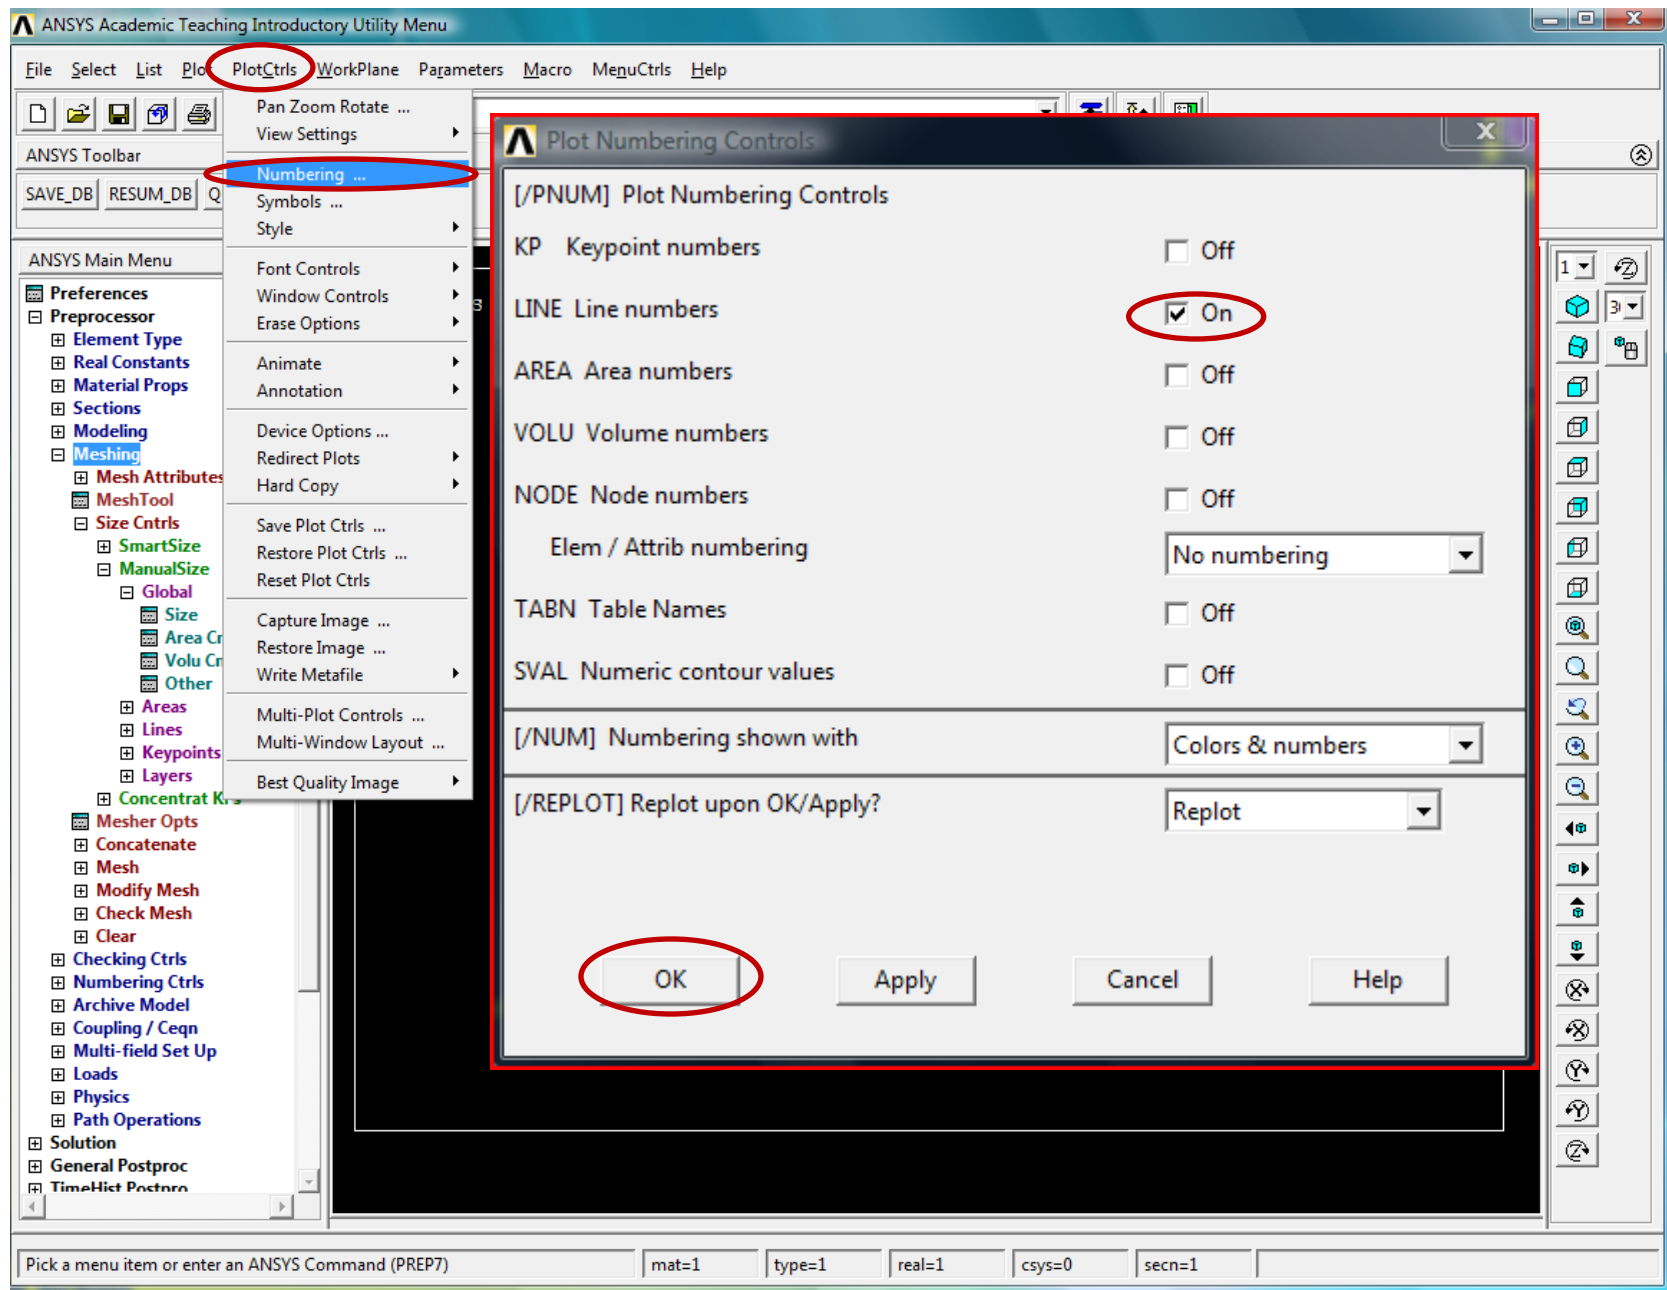 ANSYS Academic Teaching Introductory Utility Menu
File Select List Plot PlotCtrls WorkPlane Parameters Macro MenuCtrls Help
ANSYS Toolbar
SAVE_DB RESUM_DB Q
ANSYS Main Menu
Preferences
Preprocessor
Element Type
Real Constants
Material Props
Sections
Modeling
Meshing
Mesh Attributes
MeshTool
Size Cntrls
SmartSize
ManualSize
Global
Size
Area Cr
Volu Cr
Other
Areas
Lines
Keypoints
Layers
Concentrat KPs
Mesher Opts
Concatenate
Mesh
Modify Mesh
Check Mesh
Clear
Checking Ctrls
Numbering Ctrls
Archive Model
Coupling / Ceqn
Multi-field Set Up
Loads
Physics
Path Operations
Solution
General Postproc
TimeHist Postpro
Pan Zoom Rotate ...
View Settings
Numbering ...
Symbols ...
Style
Font Controls
Window Controls
Erase Options
Animate
Annotation
Device Options ...
Redirect Plots
Hard Copy
Save Plot Ctrls ...
Restore Plot Ctrls ...
Reset Plot Ctrls
Capture Image ...
Restore Image ...
Write Metafile
Multi-Plot Controls ...
Multi-Window Layout ...
Best Quality Image
Plot Numbering Controls
[/PNUM] Plot Numbering Controls
KP Keypoint numbers Off
LINE Line numbers On
AREA Area numbers Off
VOLU Volume numbers Off
NODE Node numbers Off
Elem / Attrib numbering No numbering
TABN Table Names Off
SVAL Numeric contour values Off
[/NUM] Numbering shown with Colors & numbers
[/REPLOT] Replot upon OK/Apply? Replot
OK Apply Cancel Help
1
Pick a menu item or enter an ANSYS Command (PREP7) mat=1 type=1 real=1 csys=0 secn=1